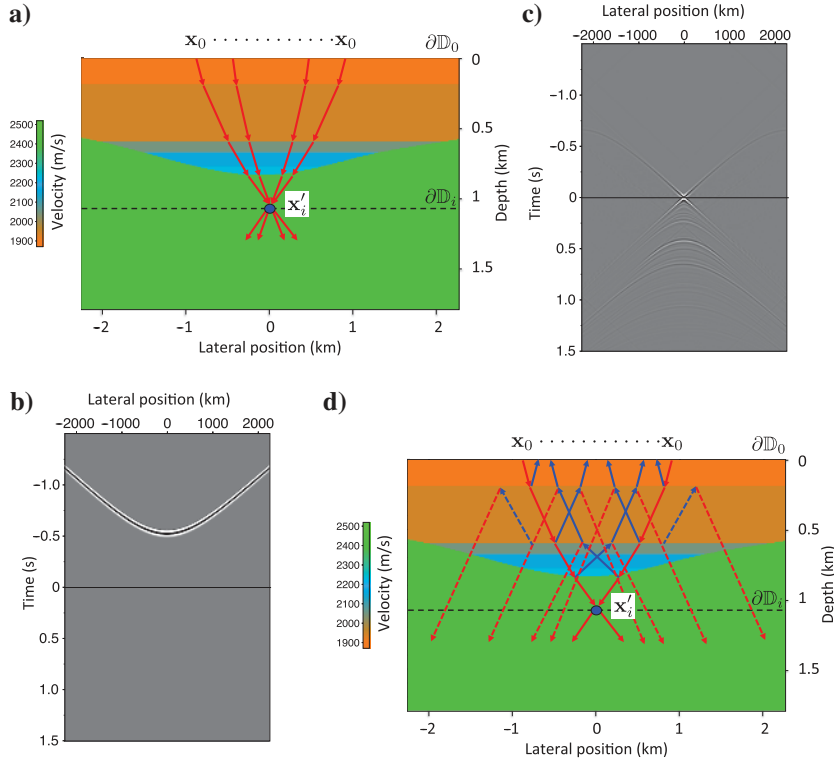 a)
x₀ · · · · · · · · · · · · x₀
∂𝔻₀
0
0.5
1
1.5
Depth (km)
2500
2400
2300
2200
2100
2000
1900
Velocity (m/s)
x′ᵢ
∂𝔻ᵢ
−2
−1
0
1
2
Lateral position (km)
c)
Lateral position (km)
−2000
−1000
0
1000
2000
−1.0
−0.5
0
0.5
1.0
1.5
Time (s)
b)
Lateral position (km)
−2000
−1000
0
1000
2000
−1.0
−0.5
0
0.5
1.0
1.5
Time (s)
d)
x₀ · · · · · · · · · · · x₀
∂𝔻₀
0
0.5
1
1.5
Depth (km)
2500
2400
2300
2200
2100
2000
1900
Velocity (m/s)
x′ᵢ
∂𝔻ᵢ
−2
−1
0
1
2
Lateral position (km)